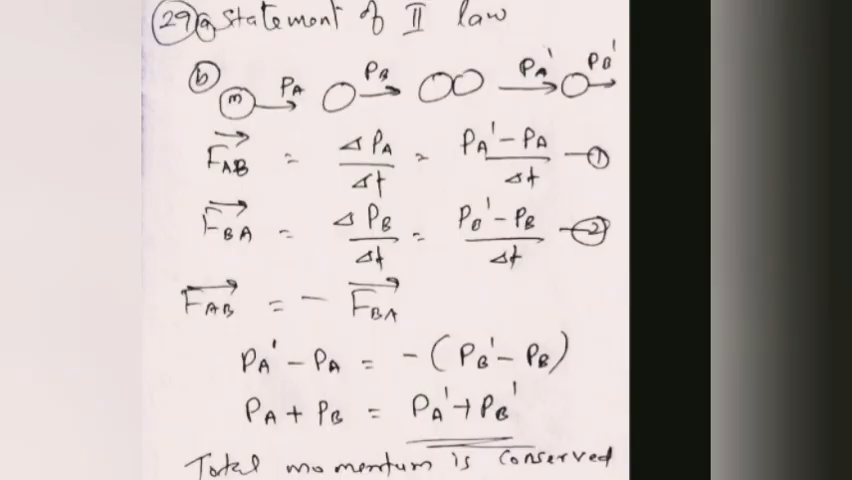 29 a Statement of II law
b m PA PB PA' PB'
FAB = ΔPA/Δt = PA' - PA/Δt — 1
FBA = ΔPB/Δt = PB' - PB/Δt — 2
FAB = - FBA
PA' - PA = -(PB' - PB)
PA + PB = PA' + PB'
Total momentum is conserved